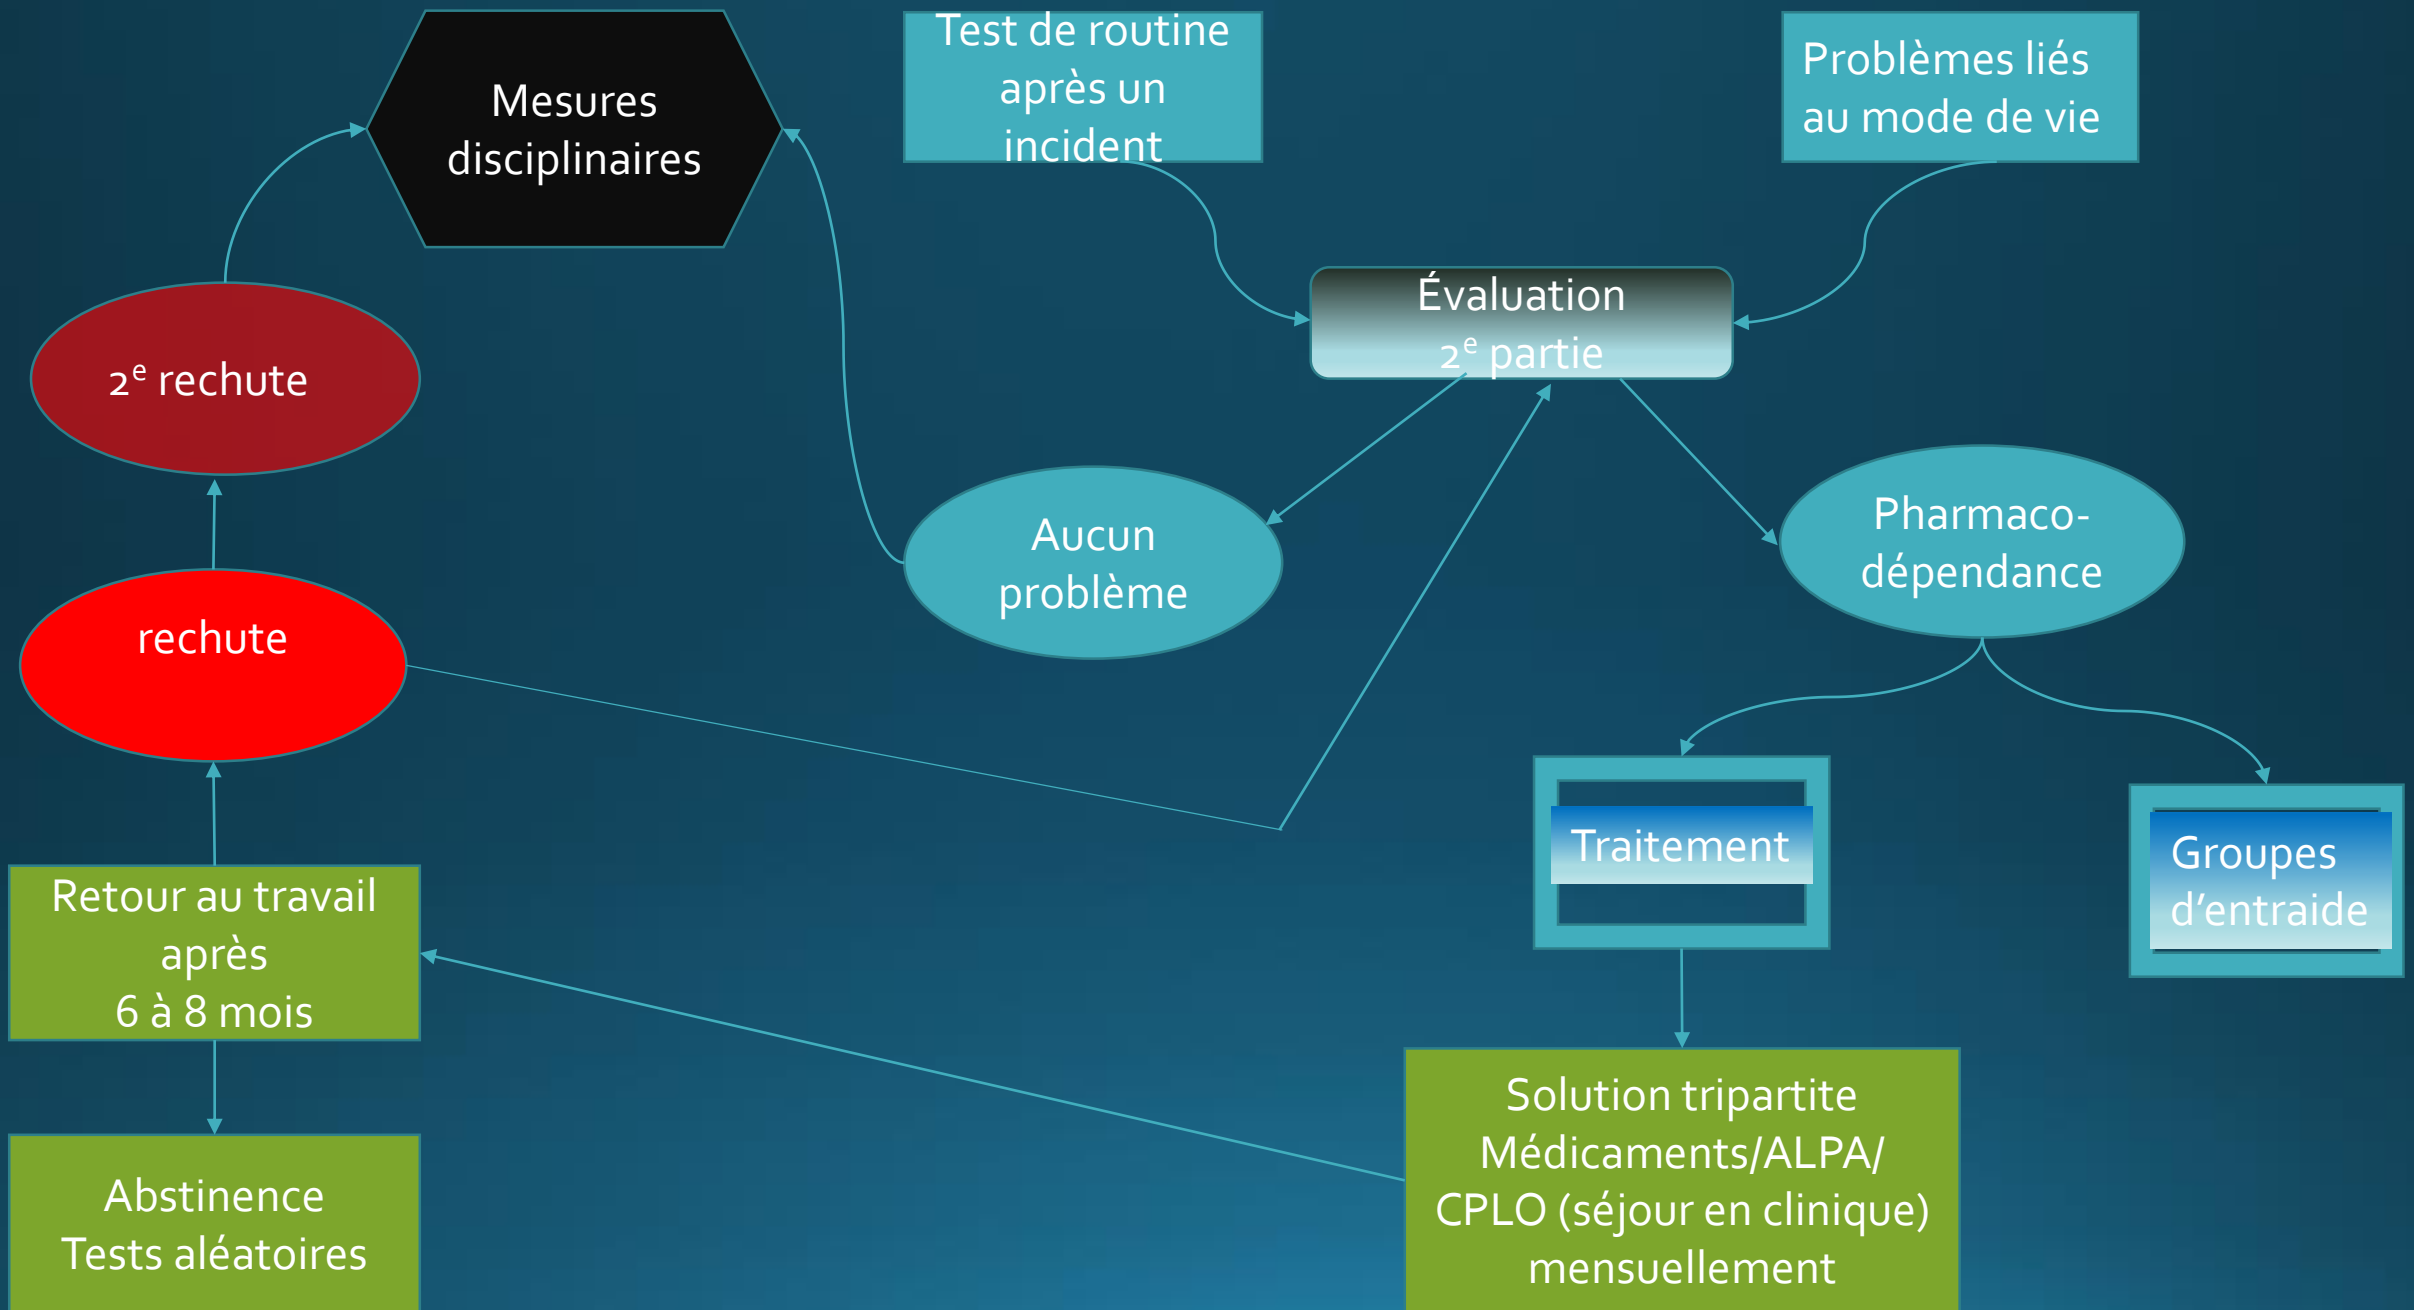 Mesures
disciplinaires
Test de routine
après un
incident
Problèmes liés
au mode de vie
Évaluation
2e partie
2e rechute
Aucun
problème
Pharmaco-
dépendance
rechute
Traitement
Groupes
d’entraide
Retour au travail
après
6 à 8 mois
Solution tripartite
Médicaments/ALPA/
CPLO (séjour en clinique)
mensuellement
Abstinence
Tests aléatoires